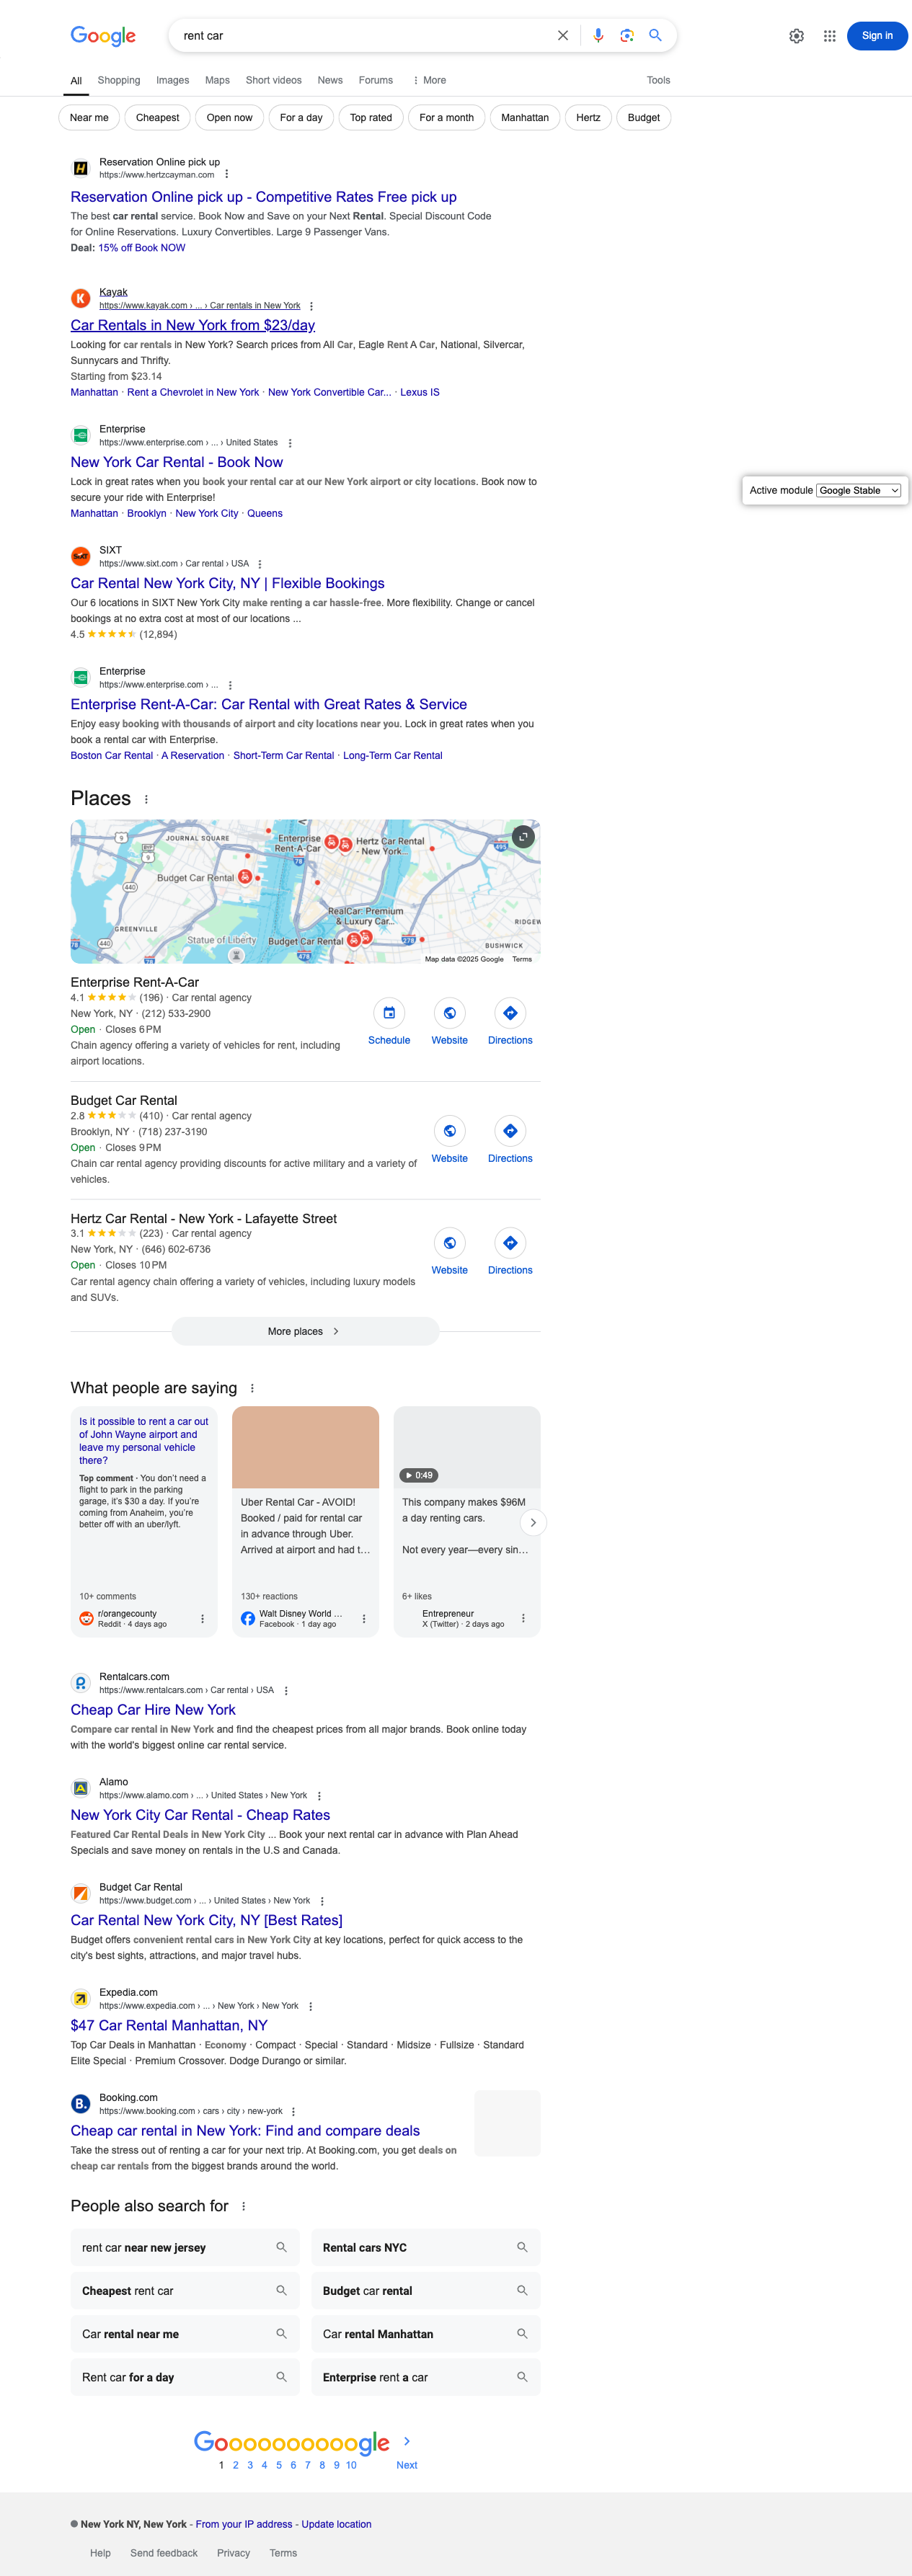 Google
rent car
Sign in
All Shopping Images Maps Short videos News Forums More Tools
Near me Cheapest Open now For a day Top rated For a month Manhattan Hertz Budget
Reservation Online pick up
https://www.hertzcayman.com
Reservation Online pick up - Competitive Rates Free pick up
The best car rental service. Book Now and Save on your Next Rental. Special Discount Code
for Online Reservations. Luxury Convertibles. Large 9 Passenger Vans.
Deal: 15% off Book NOW
Kayak
https://www.kayak.com › ... › Car rentals in New York
Car Rentals in New York from $23/day
Looking for car rentals in New York? Search prices from All Car, Eagle Rent A Car, National, Silvercar,
Sunnycars and Thrifty.
Starting from $23.14
Manhattan · Rent a Chevrolet in New York · New York Convertible Car... · Lexus IS
Enterprise
https://www.enterprise.com › ... › United States
New York Car Rental - Book Now
Lock in great rates when you book your rental car at our New York airport or city locations. Book now to
secure your ride with Enterprise!
Manhattan · Brooklyn · New York City · Queens
Active module Google Stable
SIXT
https://www.sixt.com › Car rental › USA
Car Rental New York City, NY | Flexible Bookings
Our 6 locations in SIXT New York City make renting a car hassle-free. More flexibility. Change or cancel
bookings at no extra cost at most of our locations ...
4.5 (12,894)
Enterprise
https://www.enterprise.com › ...
Enterprise Rent-A-Car: Car Rental with Great Rates & Service
Enjoy easy booking with thousands of airport and city locations near you. Lock in great rates when you
book a rental car with Enterprise.
Boston Car Rental · A Reservation · Short-Term Car Rental · Long-Term Car Rental
Places
JOURNAL SQUARE
Enterprise
Rent-A-Car
Hertz Car Rental
- New York...
Budget Car Rental
RealCar: Premium
& Luxury Car...
GREENVILLE
Statue of Liberty
Budget Car Rental
RIDGEW
BUSHWICK
9
9
440
440
78
78
78
478
278
495
Map data ©2025 Google Terms
Enterprise Rent-A-Car
4.1 (196) · Car rental agency
New York, NY · (212) 533-2900
Open · Closes 6 PM
Chain agency offering a variety of vehicles for rent, including
airport locations.
Schedule Website Directions
Budget Car Rental
2.8 (410) · Car rental agency
Brooklyn, NY · (718) 237-3190
Open · Closes 9 PM
Chain car rental agency providing discounts for active military and a variety of
vehicles.
Website Directions
Hertz Car Rental - New York - Lafayette Street
3.1 (223) · Car rental agency
New York, NY · (646) 602-6736
Open · Closes 10 PM
Car rental agency chain offering a variety of vehicles, including luxury models
and SUVs.
Website Directions
More places
What people are saying
Is it possible to rent a car out
of John Wayne airport and
leave my personal vehicle
there?
Top comment · You don't need a
flight to park in the parking
garage, it's $30 a day. If you're
coming from Anaheim, you're
better off with an uber/lyft.
10+ comments
r/orangecounty
Reddit · 4 days ago
Uber Rental Car - AVOID!
Booked / paid for rental car
in advance through Uber.
Arrived at airport and had t...
130+ reactions
Walt Disney World ...
Facebook · 1 day ago
0:49
This company makes $96M
a day renting cars.
Not every year—every sin...
6+ likes
Entrepreneur
X (Twitter) · 2 days ago
Rentalcars.com
https://www.rentalcars.com › Car rental › USA
Cheap Car Hire New York
Compare car rental in New York and find the cheapest prices from all major brands. Book online today
with the world's biggest online car rental service.
Alamo
https://www.alamo.com › ... › United States › New York
New York City Car Rental - Cheap Rates
Featured Car Rental Deals in New York City ... Book your next rental car in advance with Plan Ahead
Specials and save money on rentals in the U.S and Canada.
Budget Car Rental
https://www.budget.com › ... › United States › New York
Car Rental New York City, NY [Best Rates]
Budget offers convenient rental cars in New York City at key locations, perfect for quick access to the
city's best sights, attractions, and major travel hubs.
Expedia.com
https://www.expedia.com › ... › New York › New York
$47 Car Rental Manhattan, NY
Top Car Deals in Manhattan · Economy · Compact · Special · Standard · Midsize · Fullsize · Standard
Elite Special · Premium Crossover. Dodge Durango or similar.
Booking.com
https://www.booking.com › cars › city › new-york
Cheap car rental in New York: Find and compare deals
Take the stress out of renting a car for your next trip. At Booking.com, you get deals on
cheap car rentals from the biggest brands around the world.
People also search for
rent car near new jersey
Rental cars NYC
Cheapest rent car
Budget car rental
Car rental near me
Car rental Manhattan
Rent car for a day
Enterprise rent a car
Goooooooooogle
1 2 3 4 5 6 7 8 9 10 Next
New York NY, New York - From your IP address - Update location
Help Send feedback Privacy Terms